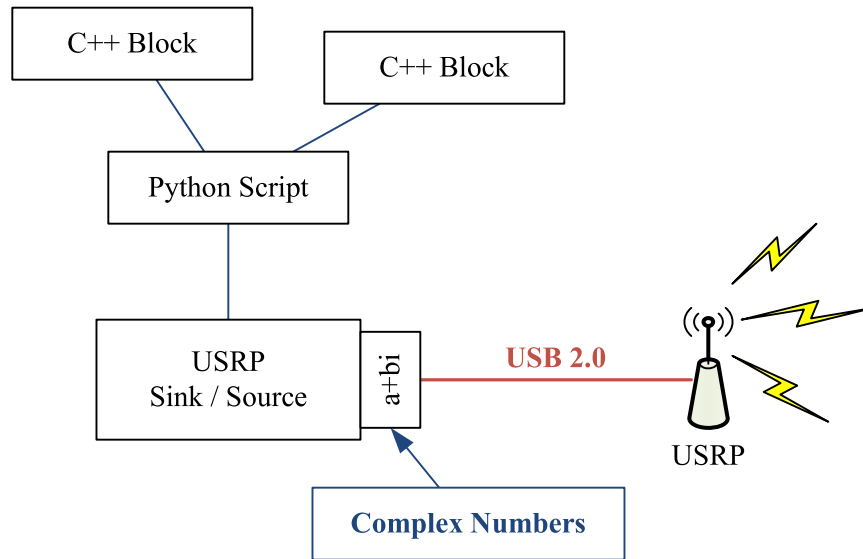 C++ Block
C++ Block
Python Script
USRP
Sink / Source
a+bi
USB 2.0
USRP
Complex Numbers